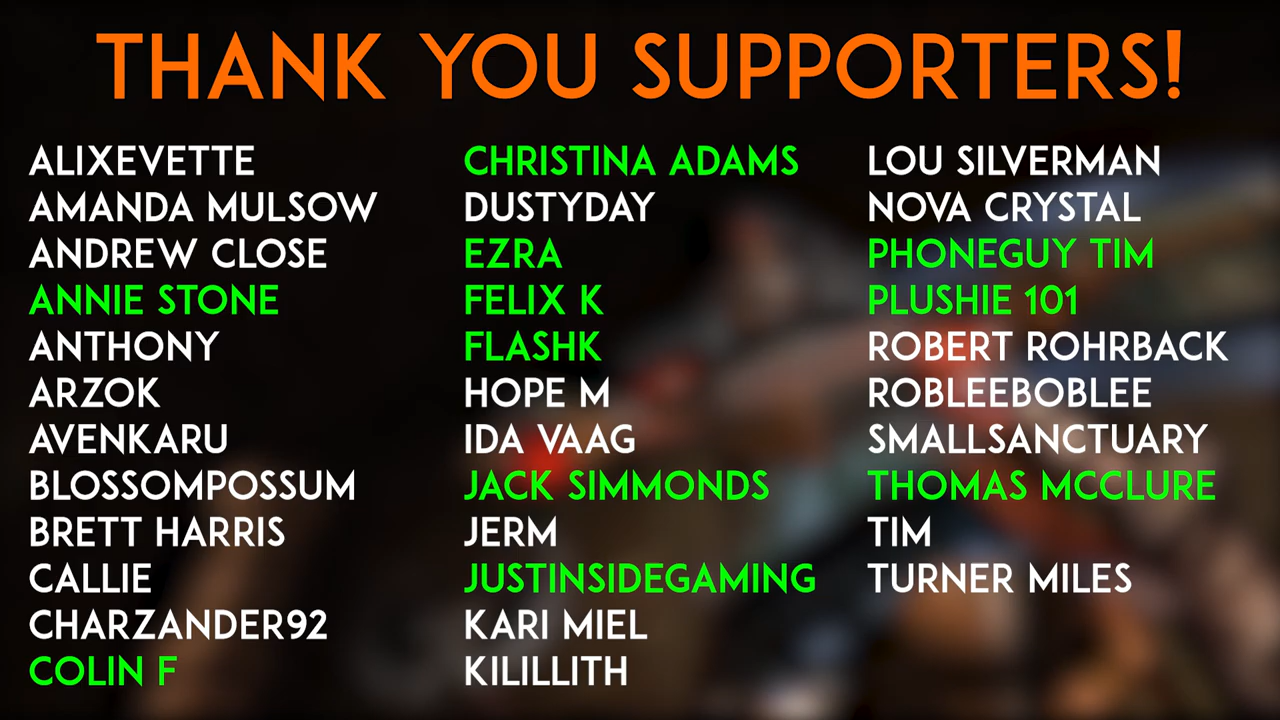 THANK YOU SUPPORTERS!
ALIXEVETTE
AMANDA MULSOW
ANDREW CLOSE
ANNIE STONE
ANTHONY
ARZOK
AVENKARU
BLOSSOMPOSSUM
BRETT HARRIS
CALLIE
CHARZANDER92
COLIN F
CHRISTINA ADAMS
DUSTYDAY
EZRA
FELIX K
FLASHK
HOPE M
IDA VAAG
JACK SIMMONDS
JERM
JUSTINSIDEGAMING
KARI MIEL
KILILLITH
LOU SILVERMAN
NOVA CRYSTAL
PHONEGUY TIM
PLUSHIE 101
ROBERT ROHRBACK
ROBLEEBOBLEE
SMALLSANCTUARY
THOMAS MCCLURE
TIM
TURNER MILES